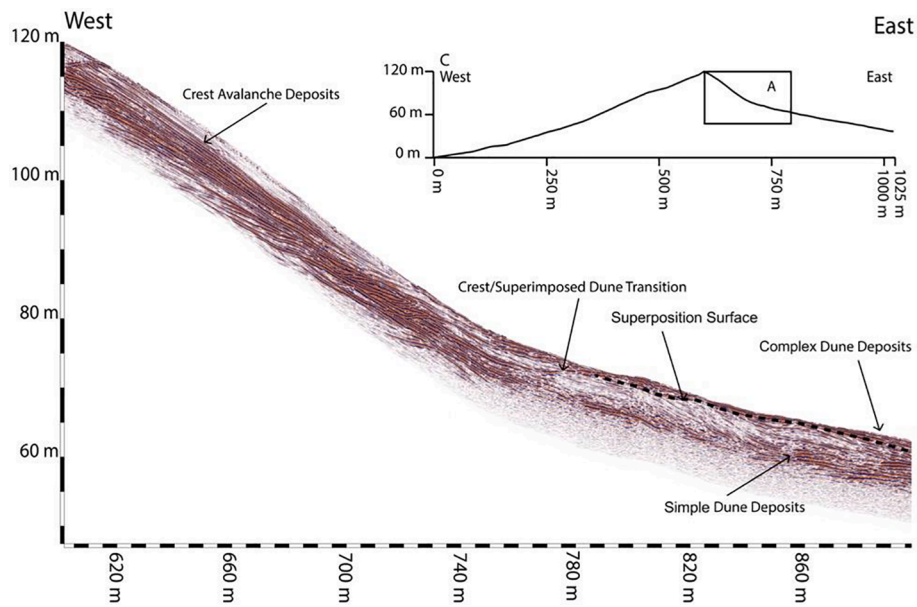 West
East
120 m
C
West
East
120 m
A
60 m
0 m
0 m
250 m
500 m
750 m
1000 m
1025 m
Crest Avalanche Deposits
100 m
Crest/Superimposed Dune Transition
80 m
Superposition Surface
Complex Dune Deposits
60 m
Simple Dune Deposits
620 m
660 m
700 m
740 m
780 m
820 m
860 m